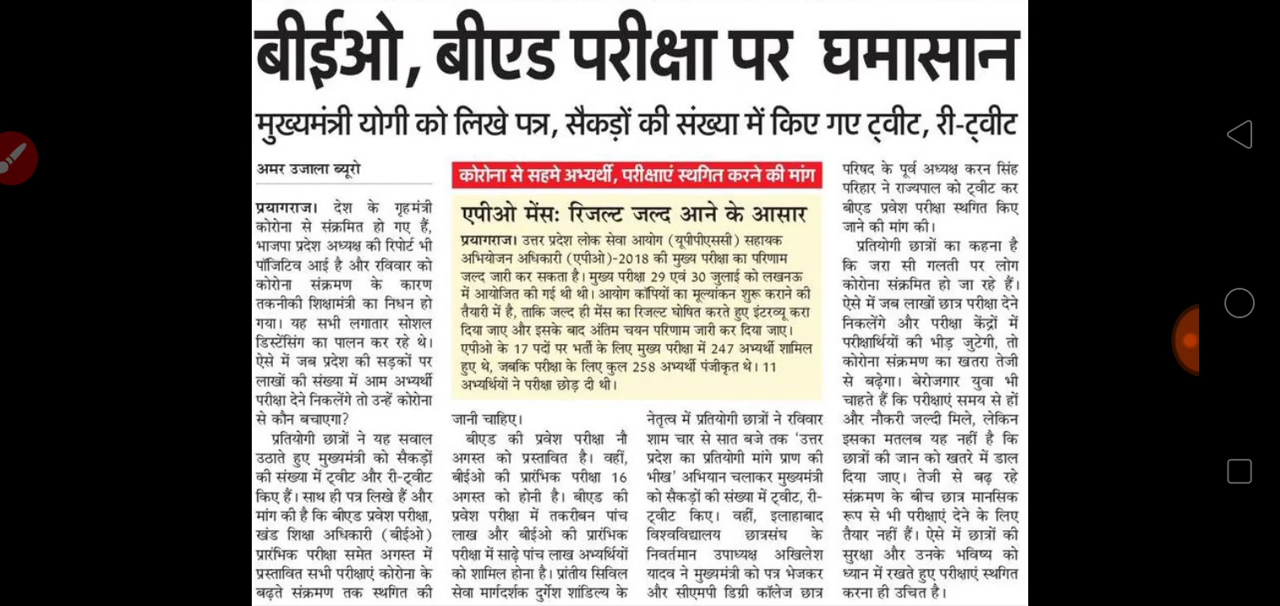 बीईओ, बीएड परीक्षा पर घमासान
मुख्यमंत्री योगी को लिखे पत्र, सैकड़ों की संख्या में किए गए ट्वीट, री-ट्वीट
अमर उजाला ब्यूरो
प्रयागराज। देश के गृहमंत्री
कोरोना से संक्रमित हो गए हैं,
भाजपा प्रदेश अध्यक्ष की रिपोर्ट भी
पॉजिटिव आई है और रविवार को
कोरोना संक्रमण के कारण
तकनीकी शिक्षामंत्री का निधन हो
गया। यह सभी लगातार सोशल
डिस्टेंसिंग का पालन कर रहे थे।
ऐसे में जब प्रदेश की सड़कों पर
लाखों की संख्या में आम अभ्यर्थी
परीक्षा देने निकलेंगे तो उन्हें कोरोना
से कौन बचाएगा?
प्रतियोगी छात्रों ने यह सवाल
उठाते हुए मुख्यमंत्री को सैकड़ों
की संख्या में ट्वीट और री-ट्वीट
किए हैं। साथ ही पत्र लिखे हैं और
मांग की है कि बीएड प्रवेश परीक्षा,
खंड शिक्षा अधिकारी (बीईओ)
प्रारंभिक परीक्षा समेत अगस्त में
प्रस्तावित सभी परीक्षाएं कोरोना के
बढ़ते संक्रमण तक स्थगित की
कोरोना से सहमे अभ्यर्थी, परीक्षाएं स्थगित करने की मांग
एपीओ मेंस: रिजल्ट जल्द आने के आसार
प्रयागराज। उत्तर प्रदेश लोक सेवा आयोग (यूपीपीएससी) सहायक
अभियोजन अधिकारी (एपीओ)-2018 की मुख्य परीक्षा का परिणाम
जल्द जारी कर सकता है। मुख्य परीक्षा 29 एवं 30 जुलाई को लखनऊ
में आयोजित की गई थी थी। आयोग कॉपियों का मूल्यांकन शुरू कराने की
तैयारी में है, ताकि जल्द ही मेंस का रिजल्ट घोषित करते हुए इंटरव्यू करा
दिया जाए और इसके बाद अंतिम चयन परिणाम जारी कर दिया जाए।
एपीओ के 17 पदों पर भर्ती के लिए मुख्य परीक्षा में 247 अभ्यर्थी शामिल
हुए थे, जबकि परीक्षा के लिए कुल 258 अभ्यर्थी पंजीकृत थे। 11
अभ्यर्थियों ने परीक्षा छोड़ दी थी।
जानी चाहिए।
बीएड की प्रवेश परीक्षा नौ
अगस्त को प्रस्तावित है। वहीं,
बीईओ की प्रारंभिक परीक्षा 16
अगस्त को होनी है। बीएड की
प्रवेश परीक्षा में तकरीबन पांच
लाख और बीईओ की प्रारंभिक
परीक्षा में साढ़े पांच लाख अभ्यर्थियों
को शामिल होना है। प्रांतीय सिविल
सेवा मार्गदर्शक दुर्गेश शांडिल्य के
नेतृत्व में प्रतियोगी छात्रों ने रविवार
शाम चार से सात बजे तक 'उत्तर
प्रदेश का प्रतियोगी मांगे प्राण की
भीख' अभियान चलाकर मुख्यमंत्री
को सैकड़ों की संख्या में ट्वीट, री-
ट्वीट किए। वहीं, इलाहाबाद
विश्वविद्यालय छात्रसंघ के
निवर्तमान उपाध्यक्ष अखिलेश
यादव ने मुख्यमंत्री को पत्र भेजकर
और सीएमपी डिग्री कॉलेज छात्र
परिषद के पूर्व अध्यक्ष करन सिंह
परिहार ने राज्यपाल को ट्वीट कर
बीएड प्रवेश परीक्षा स्थगित किए
जाने की मांग की।
प्रतियोगी छात्रों का कहना है
कि जरा सी गलती पर लोग
कोरोना संक्रमित हो जा रहे हैं।
ऐसे में जब लाखों छात्र परीक्षा देने
निकलेंगे और परीक्षा केंद्रों में
परीक्षार्थियों की भीड़ जुटेगी, तो
कोरोना संक्रमण का खतरा तेजी
से बढ़ेगा। बेरोजगार युवा भी
चाहते हैं कि परीक्षाएं समय से हों
और नौकरी जल्दी मिले, लेकिन
इसका मतलब यह नहीं है कि
छात्रों की जान को खतरे में डाल
दिया जाए। तेजी से बढ़ रहे
संक्रमण के बीच छात्र मानसिक
रूप से भी परीक्षाएं देने के लिए
तैयार नहीं हैं। ऐसे में छात्रों की
सुरक्षा और उनके भविष्य को
ध्यान में रखते हुए परीक्षाएं स्थगित
करना ही उचित है।